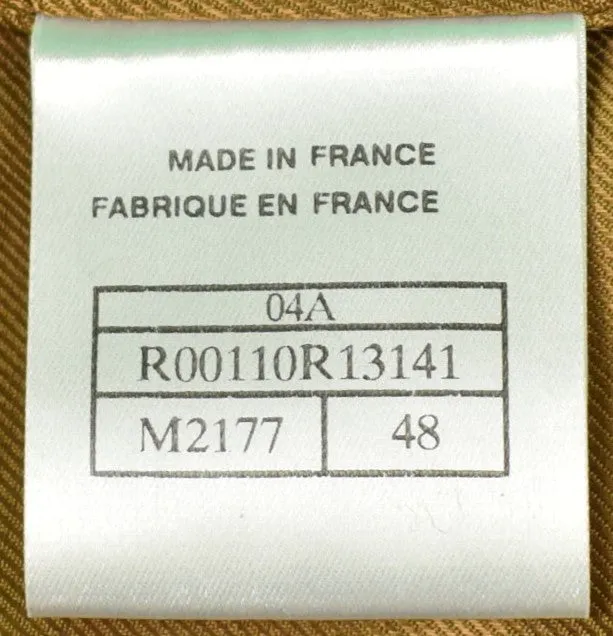 MADE IN FRANCE
FABRIQUE EN FRANCE
04A
R00110R13141
M2177 48